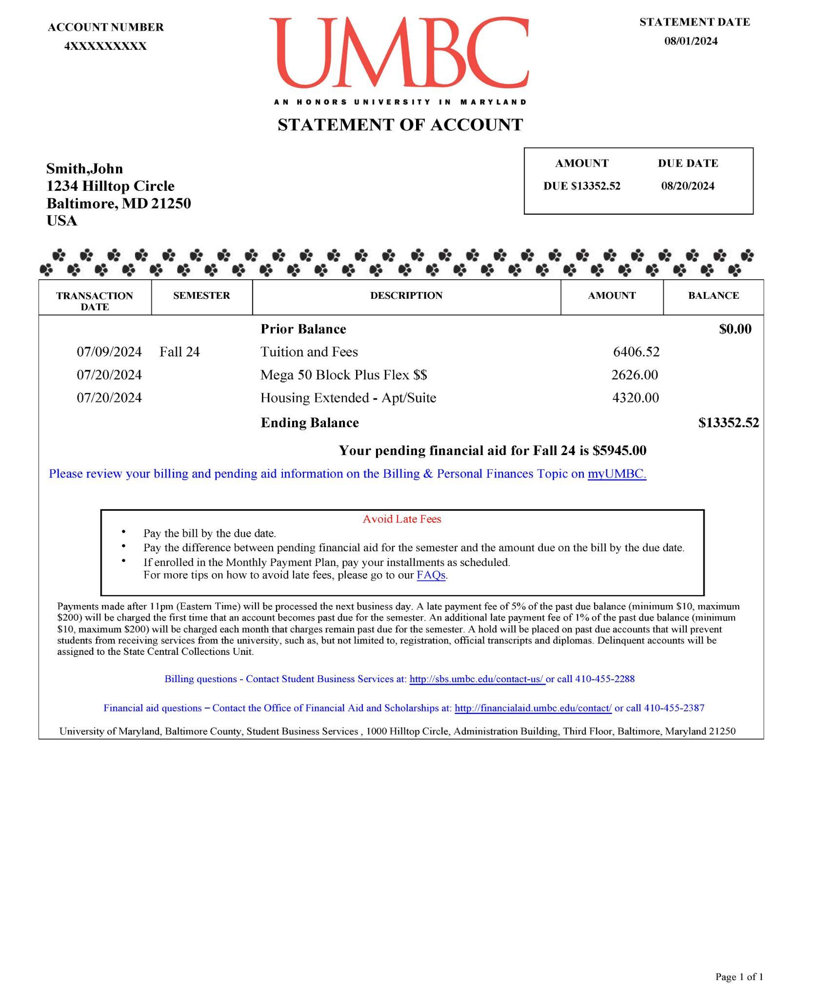 ACCOUNT NUMBER
4XXXXXXXXX
UMBC
AN HONORS UNIVERSITY IN MARYLAND
STATEMENT OF ACCOUNT
STATEMENT DATE
08/01/2024
Smith,John
1234 Hilltop Circle
Baltimore, MD 21250
USA
AMOUNT DUE DATE
DUE $13352.52 08/20/2024
TRANSACTION DATE SEMESTER DESCRIPTION AMOUNT BALANCE
Prior Balance $0.00
07/09/2024 Fall 24 Tuition and Fees 6406.52
07/20/2024 Mega 50 Block Plus Flex $$ 2626.00
07/20/2024 Housing Extended - Apt/Suite 4320.00
Ending Balance $13352.52
Your pending financial aid for Fall 24 is $5945.00
Please review your billing and pending aid information on the Billing & Personal Finances Topic on myUMBC.
Avoid Late Fees
• Pay the bill by the due date.
• Pay the difference between pending financial aid for the semester and the amount due on the bill by the due date.
• If enrolled in the Monthly Payment Plan, pay your installments as scheduled.
For more tips on how to avoid late fees, please go to our FAQs.
Payments made after 11pm (Eastern Time) will be processed the next business day. A late payment fee of 5% of the past due balance (minimum $10, maximum
$200) will be charged the first time that an account becomes past due for the semester. An additional late payment fee of 1% of the past due balance (minimum
$10, maximum $200) will be charged each month that charges remain past due for the semester. A hold will be placed on past due accounts that will prevent
students from receiving services from the university, such as, but not limited to, registration, official transcripts and diplomas. Delinquent accounts will be
assigned to the State Central Collections Unit.
Billing questions - Contact Student Business Services at: http://sbs.umbc.edu/contact-us/ or call 410-455-2288
Financial aid questions – Contact the Office of Financial Aid and Scholarships at: http://financialaid.umbc.edu/contact/ or call 410-455-2387
University of Maryland, Baltimore County, Student Business Services , 1000 Hilltop Circle, Administration Building, Third Floor, Baltimore, Maryland 21250
Page 1 of 1